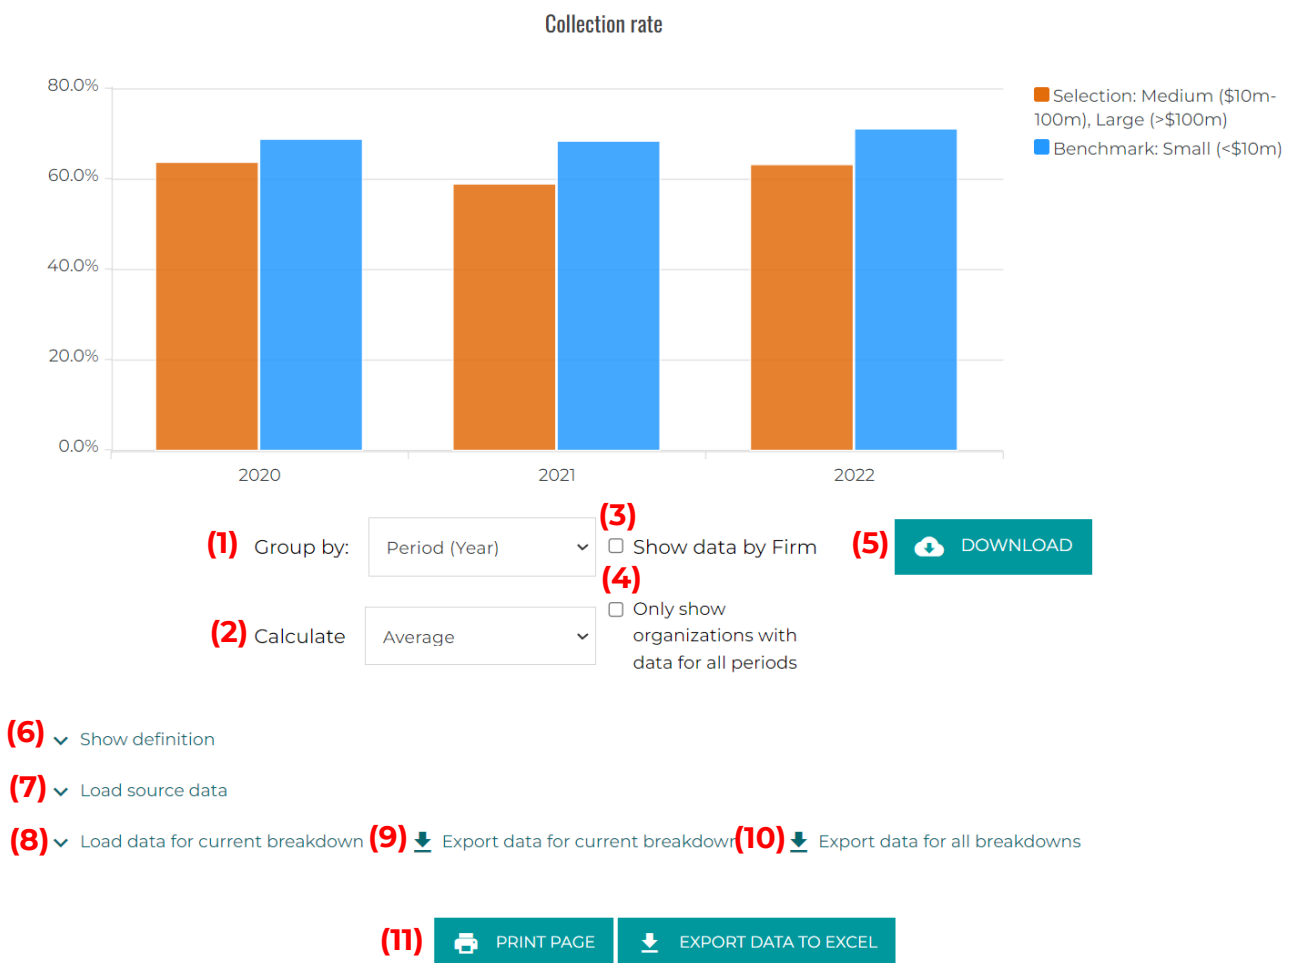 Collection rate
80.0%
60.0%
40.0%
20.0%
0.0%
2020
2021
2022
Selection: Medium ($10m-
100m), Large (>$100m)
Benchmark: Small (<$10m)
(1) Group by: Period (Year)
(3) Show data by Firm
(5) DOWNLOAD
(2) Calculate Average
(4) Only show
organizations with
data for all periods
(6) Show definition
(7) Load source data
(8) Load data for current breakdown (9) Export data for current breakdown (10) Export data for all breakdowns
(11) PRINT PAGE EXPORT DATA TO EXCEL